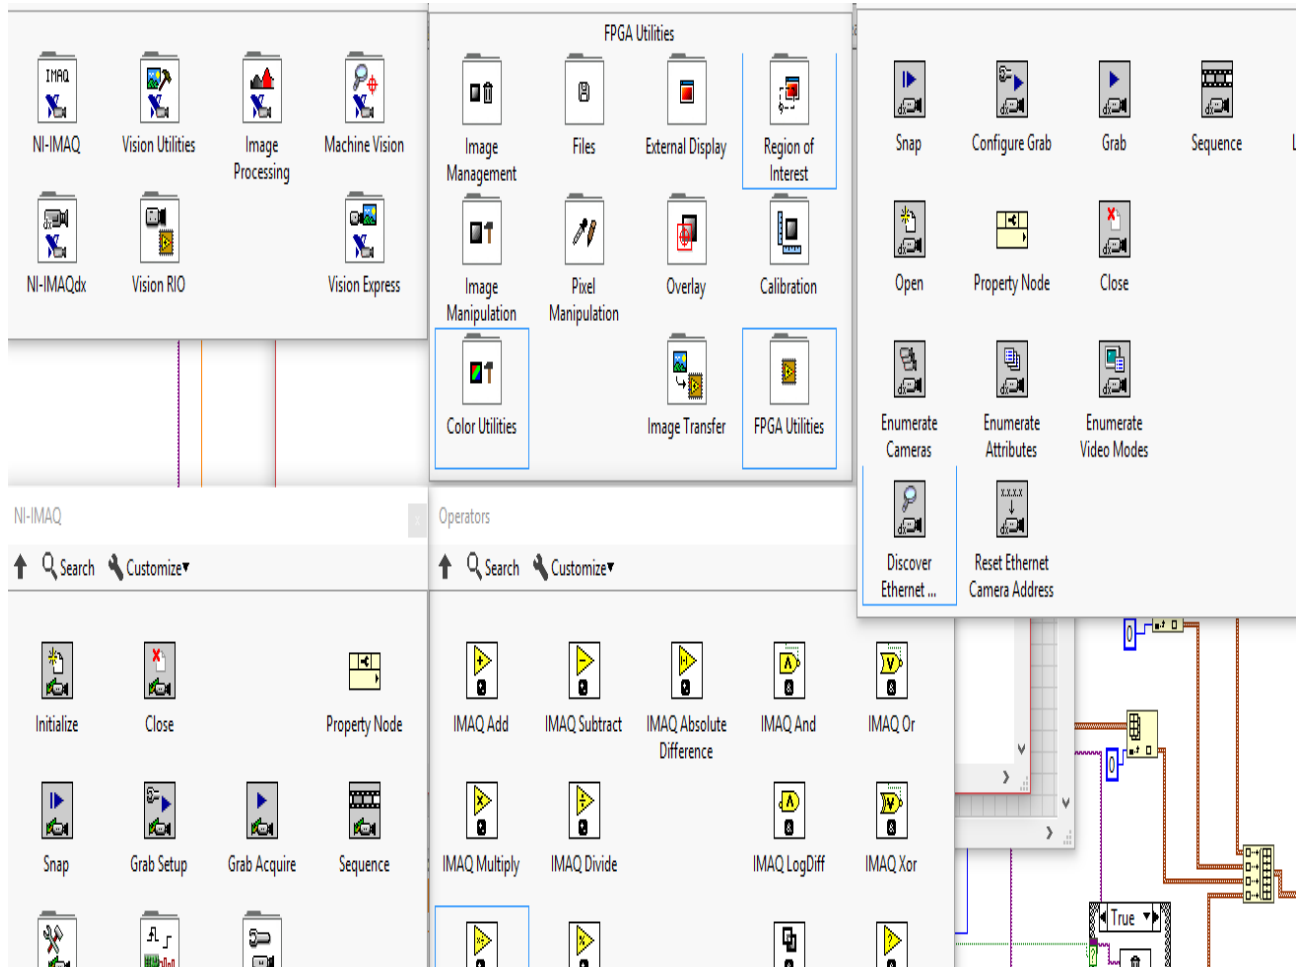 IMAQ
NI-IMAQ
Vision Utilities
Image
Processing
Machine Vision
NI-IMAQdx
Vision RIO
Vision Express
FPGA Utilities
Image
Management
Files
External Display
Region of
Interest
Image
Manipulation
Pixel
Manipulation
Overlay
Calibration
Color Utilities
Image Transfer
FPGA Utilities
Snap
Configure Grab
Grab
Sequence
Open
Property Node
Close
Enumerate
Cameras
Enumerate
Attributes
Enumerate
Video Modes
Discover
Ethernet ...
x.x.x.x
Reset Ethernet
Camera Address
NI-IMAQ
Search
Customize
Initialize
Close
Property Node
Snap
Grab Setup
Grab Acquire
Sequence
Operators
Search
Customize
IMAQ Add
IMAQ Subtract
IMAQ Absolute
Difference
IMAQ And
IMAQ Or
IMAQ Multiply
IMAQ Divide
IMAQ LogDiff
IMAQ Xor
0
0
True